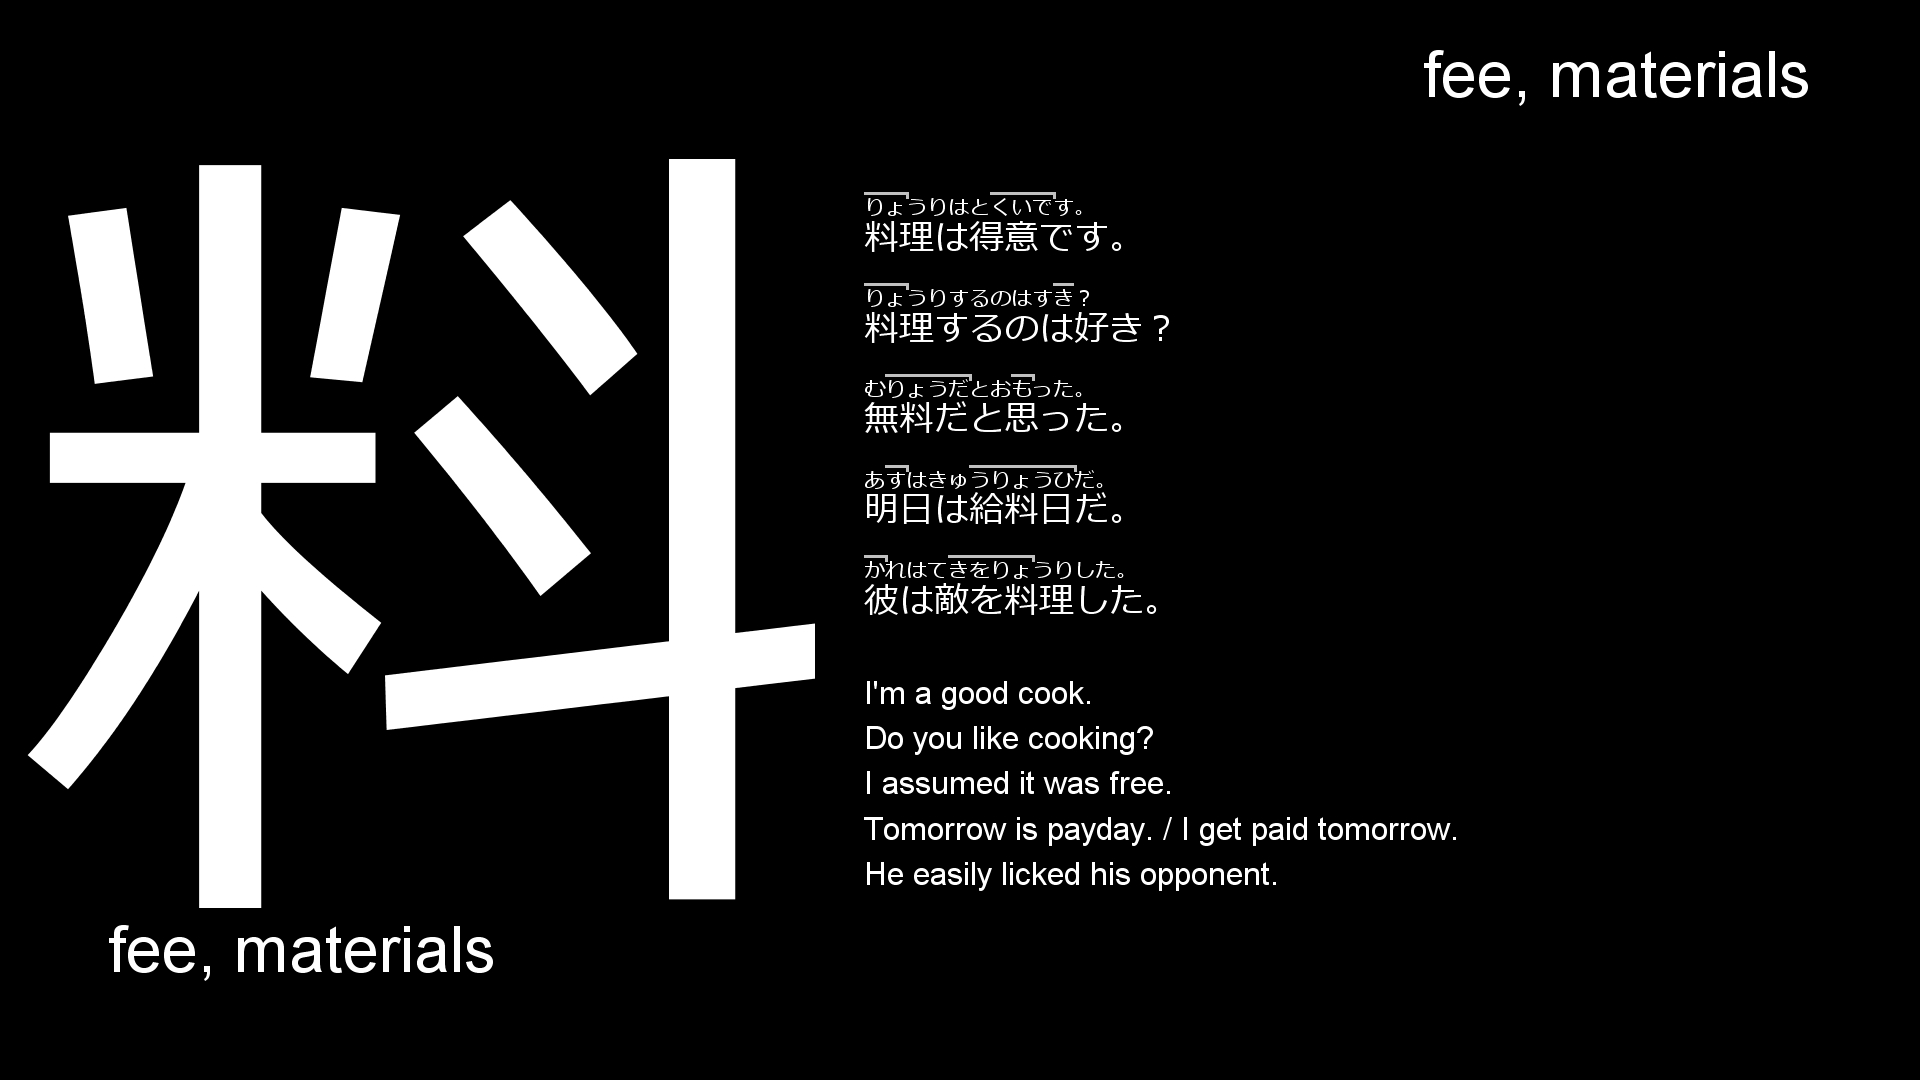 fee, materials
料
りょうりはとくいです。
料理は得意です。
りょうりするのはすき？
料理するのは好き？
むりょうだとおもった。
無料だと思った。
あすはきゅうりょうひだ。
明日は給料日だ。
かれはてきをりょうりした。
彼は敵を料理した。
I'm a good cook.
Do you like cooking?
I assumed it was free.
Tomorrow is payday. / I get paid tomorrow.
He easily licked his opponent.
fee, materials